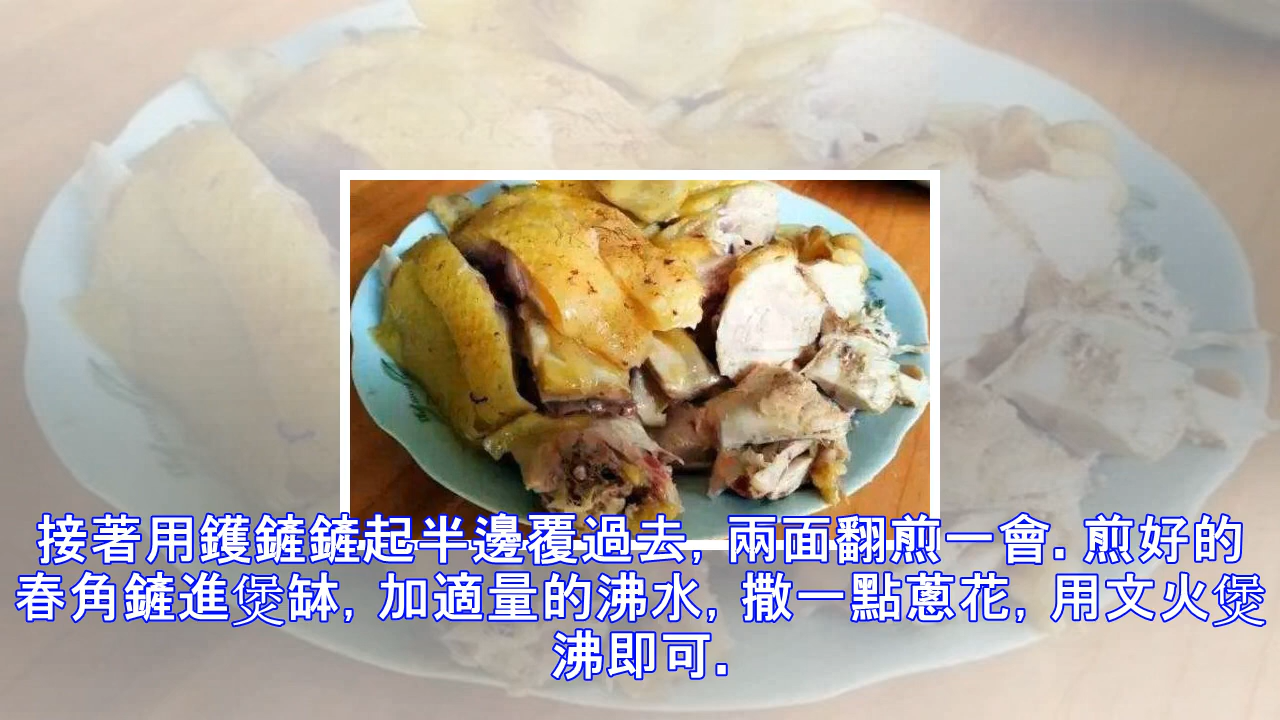 接著用鑊鏟鏟起半邊覆過去, 兩面翻煎一會. 煎好的
春角鏟進煲缽, 加適量的沸水, 撒一點蔥花, 用文火煲
沸即可.